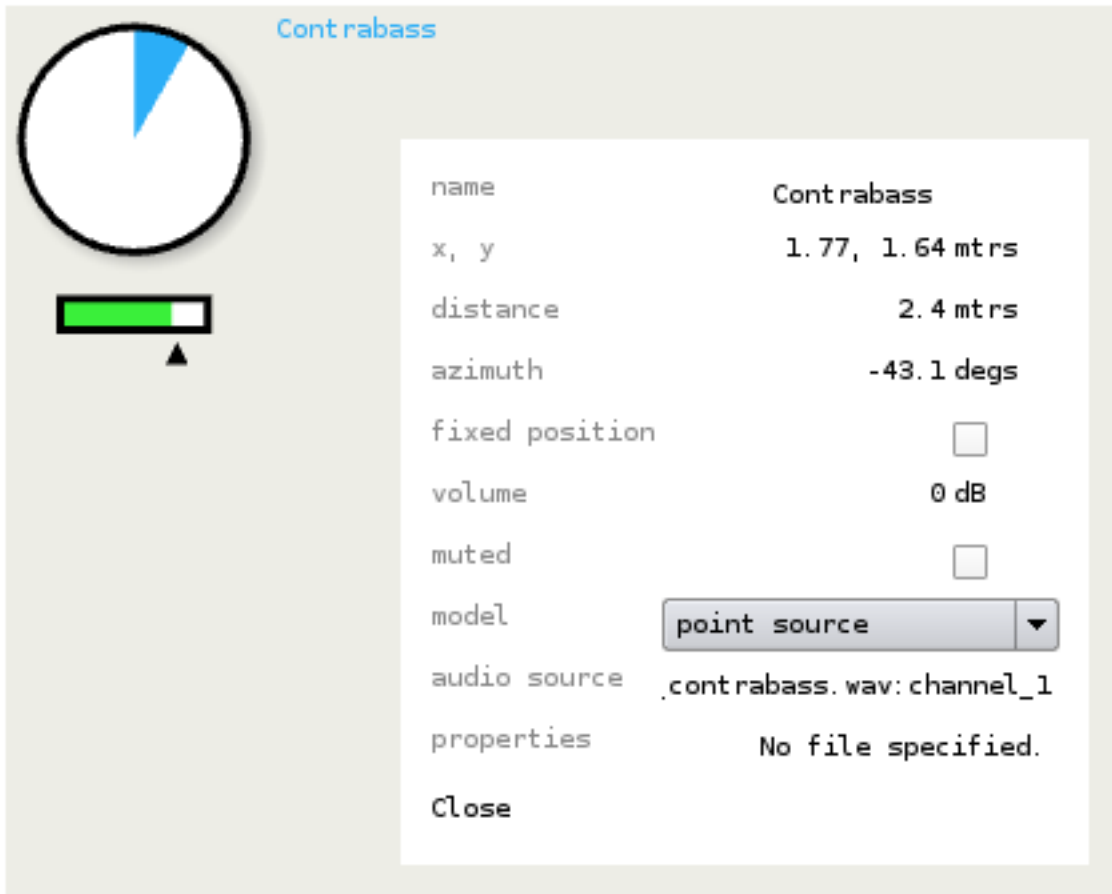 Contrabass
name Contrabass
x, y 1.77, 1.64 mtrs
distance 2.4 mtrs
azimuth -43.1 degs
fixed position
volume 0 dB
muted
model point source
audio source contrabass.wav:channel_1
properties No file specified.
Close